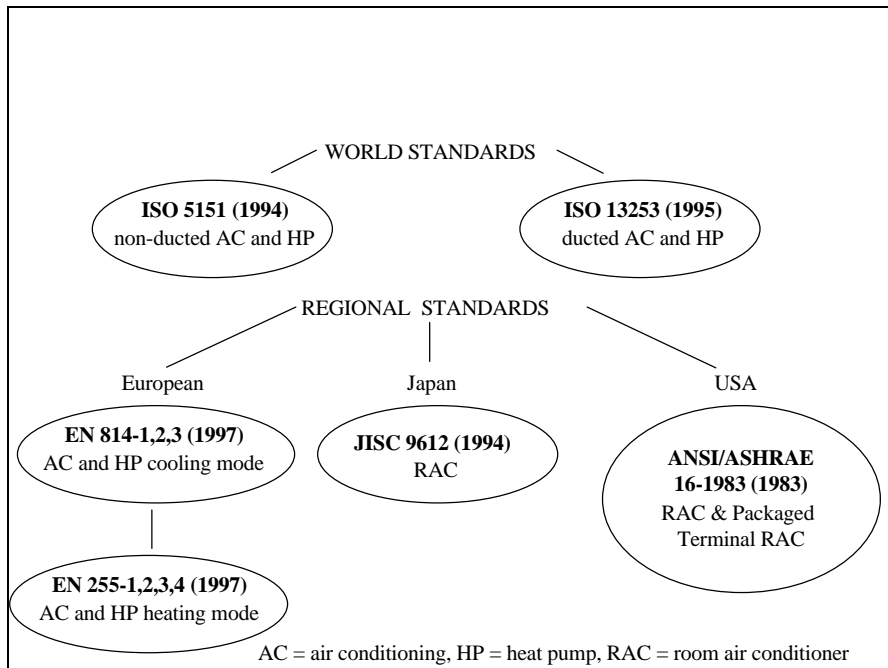 WORLD STANDARDS
ISO 5151 (1994)
non-ducted AC and HP
ISO 13253 (1995)
ducted AC and HP
REGIONAL STANDARDS
European
EN 814-1,2,3 (1997)
AC and HP cooling mode
EN 255-1,2,3,4 (1997)
AC and HP heating mode
Japan
JISC 9612 (1994)
RAC
USA
ANSI/ASHRAE
16-1983 (1983)
RAC & Packaged
Terminal RAC
AC = air conditioning, HP = heat pump, RAC = room air conditioner